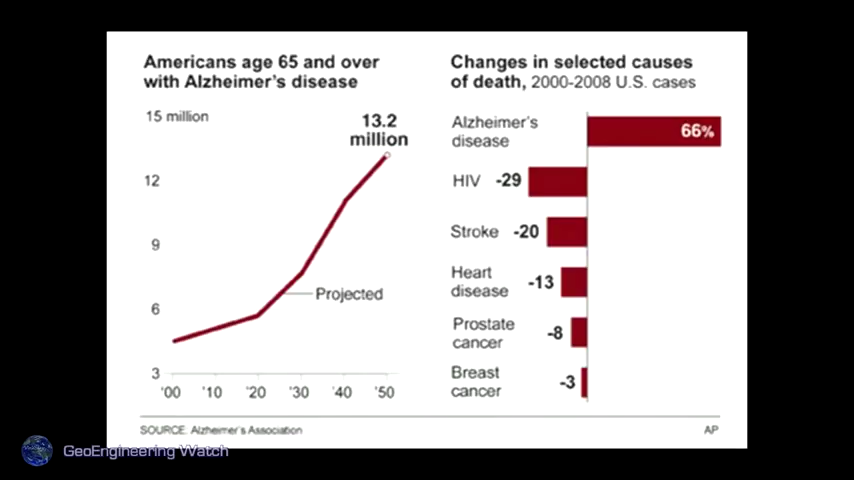 Americans age 65 and over
with Alzheimer's disease
15 million
13.2
million
12
9
6
3
Projected
'00 '10 '20 '30 '40 '50
Changes in selected causes
of death, 2000-2008 U.S. cases
Alzheimer's
disease
66%
HIV -29
Stroke -20
Heart
disease
-13
Prostate
cancer
-8
Breast
cancer
-3
SOURCE: Alzheimer's Association
AP
GeoEngineering Watch